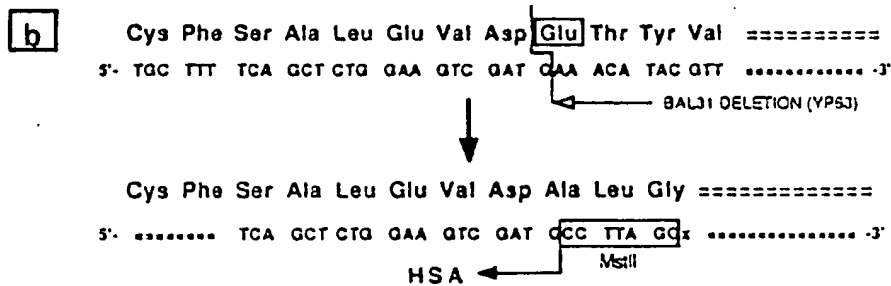 b
Cys Phe Ser Ala Leu Glu Val Asp Glu Thr Tyr Val ===========
5'- TGC TTT TCA GCT CTG GAA GTC GAT GAA ACA TAC GTT ............. -3'
BAL31 DELETION (YP53)
Cys Phe Ser Ala Leu Glu Val Asp Ala Leu Gly ============
5'- ........ TCA GCT CTG GAA GTC GAT GCC TTA GGx ............... -3'
MstII
HSA